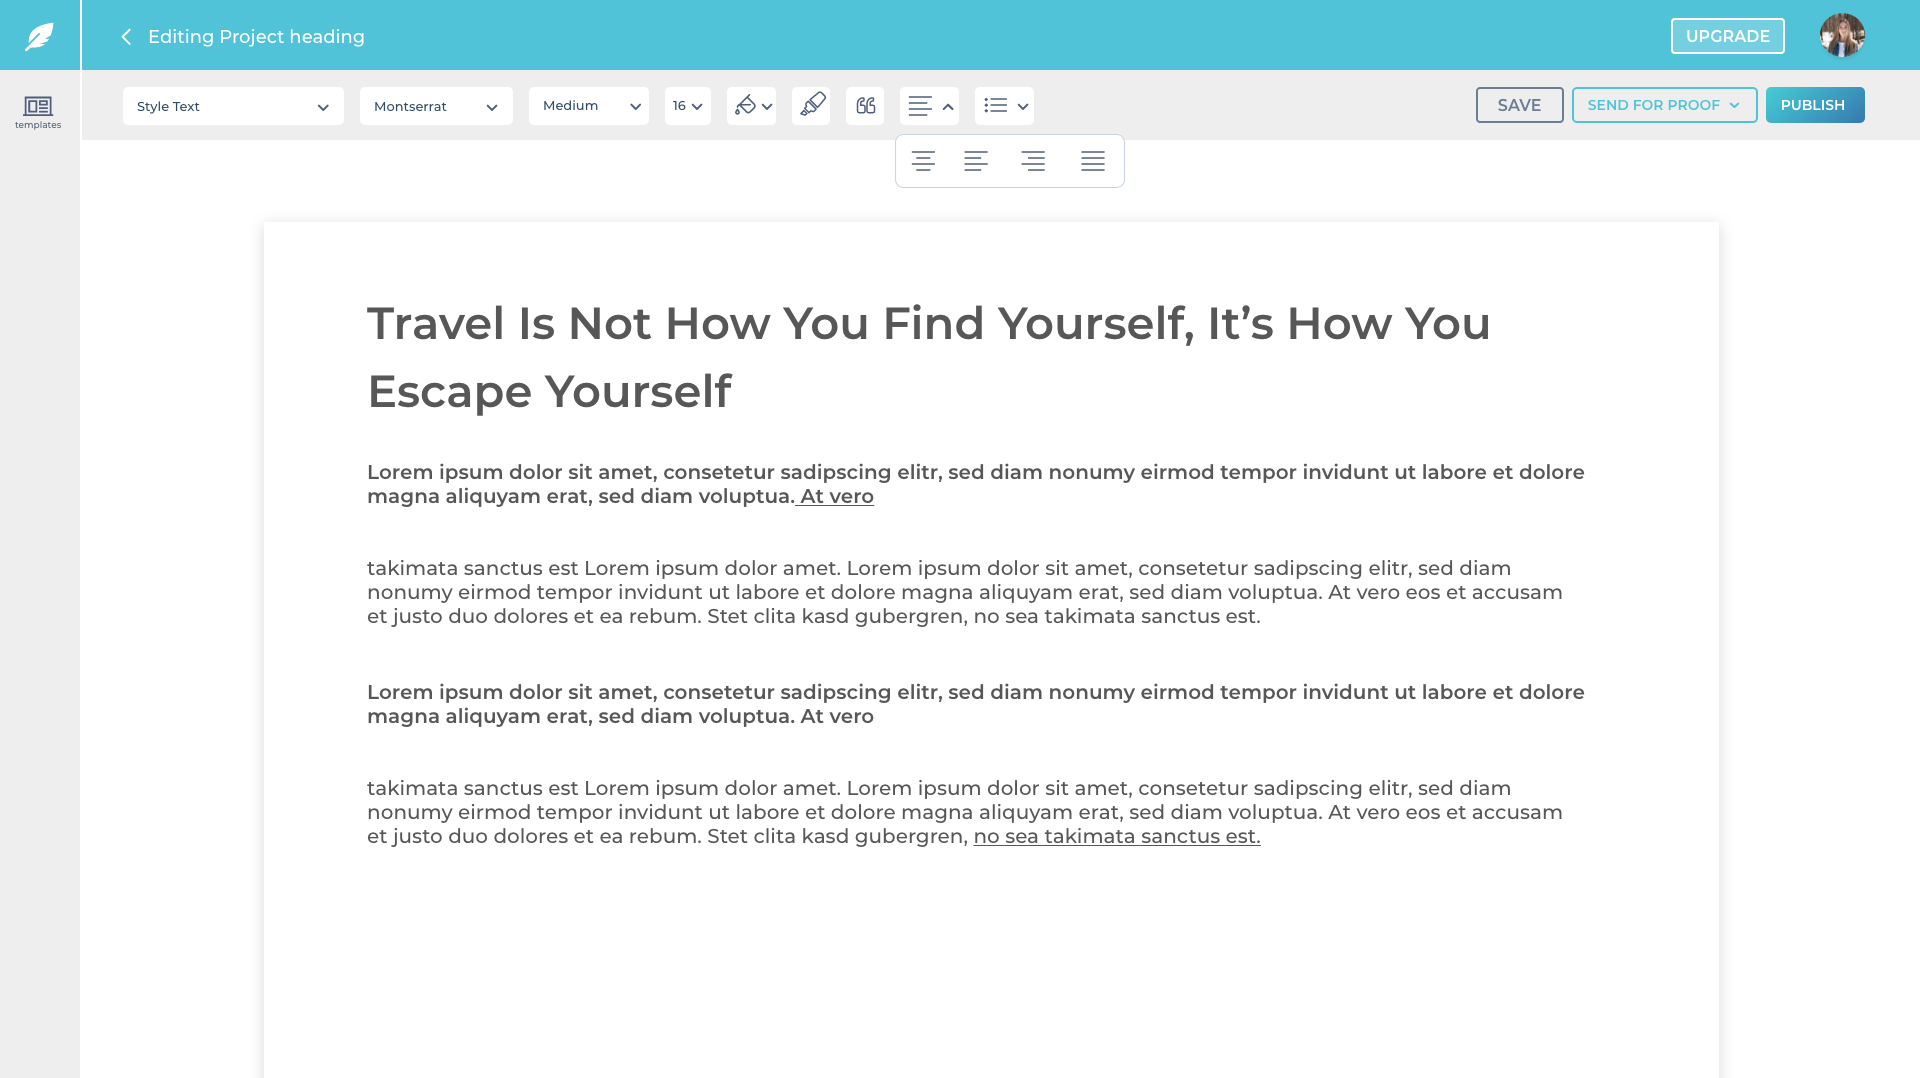 Editing Project heading
UPGRADE
templates
Style Text
Montserrat
Medium
16
SAVE
SEND FOR PROOF
PUBLISH
Travel Is Not How You Find Yourself, It’s How You
Escape Yourself
Lorem ipsum dolor sit amet, consetetur sadipscing elitr, sed diam nonumy eirmod tempor invidunt ut labore et dolore
magna aliquyam erat, sed diam voluptua. At vero
takimata sanctus est Lorem ipsum dolor amet. Lorem ipsum dolor sit amet, consetetur sadipscing elitr, sed diam
nonumy eirmod tempor invidunt ut labore et dolore magna aliquyam erat, sed diam voluptua. At vero eos et accusam
et justo duo dolores et ea rebum. Stet clita kasd gubergren, no sea takimata sanctus est.
Lorem ipsum dolor sit amet, consetetur sadipscing elitr, sed diam nonumy eirmod tempor invidunt ut labore et dolore
magna aliquyam erat, sed diam voluptua. At vero
takimata sanctus est Lorem ipsum dolor amet. Lorem ipsum dolor sit amet, consetetur sadipscing elitr, sed diam
nonumy eirmod tempor invidunt ut labore et dolore magna aliquyam erat, sed diam voluptua. At vero eos et accusam
et justo duo dolores et ea rebum. Stet clita kasd gubergren, no sea takimata sanctus est.